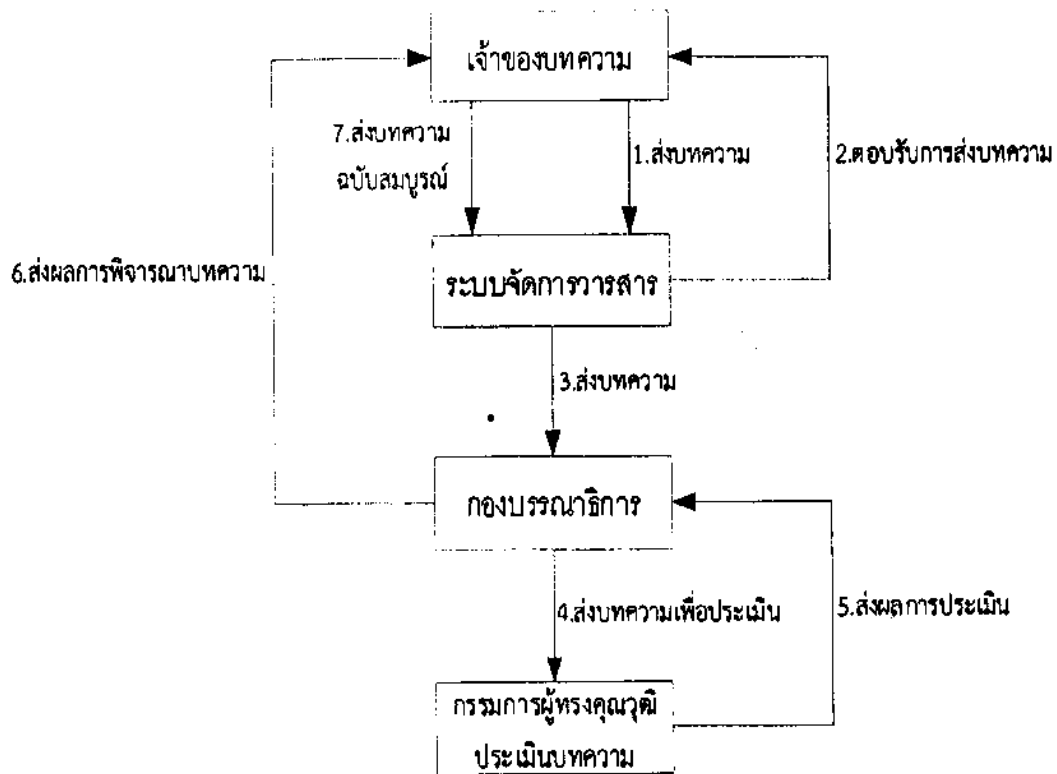 เจ้าของบทความ
7.ส่งบทความ
ฉบับสมบูรณ์
1.ส่งบทความ
2.ตอบรับการส่งบทความ
6.ส่งผลการพิจารณาบทความ
ระบบจัดการวารสาร
3.ส่งบทความ
กองบรรณาธิการ
4.ส่งบทความเพื่อประเมิน
5.ส่งผลการประเมิน
กรรมการผู้ทรงคุณวุฒิ
ประเมินบทความ